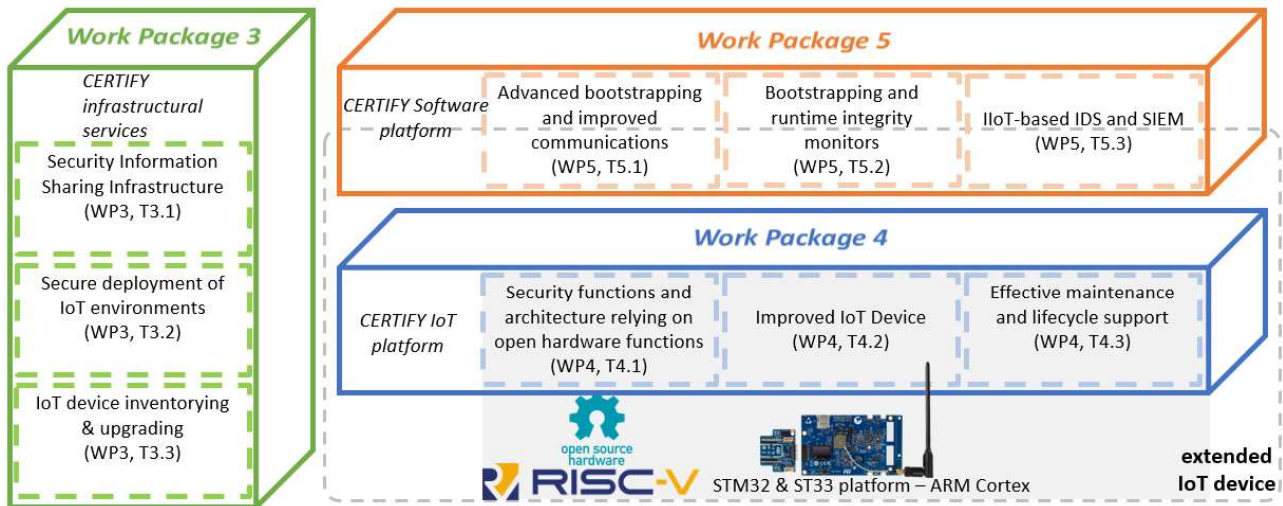 Work Package 3
CERTIFY
infrastructural
services
Security Information
Sharing Infrastructure
(WP3, T3.1)
Secure deployment of
IoT environments
(WP3, T3.2)
IoT device inventorying
& upgrading
(WP3, T3.3)
Work Package 5
CERTIFY Software
platform
Advanced bootstrapping
and improved
communications
(WP5, T5.1)
Bootstrapping and
runtime integrity
monitors
(WP5, T5.2)
IIoT-based IDS and SIEM
(WP5, T5.3)
Work Package 4
CERTIFY IoT
platform
Security functions and
architecture relying on
open hardware functions)
(WP4, T4.1)
Improved IoT Device
(WP4, T4.2)
Effective maintenance
and lifecycle support
(WP4, T4.3)
open source
hardware
RISC-V
STM32 & ST33 platform – ARM Cortex
extended
IoT device